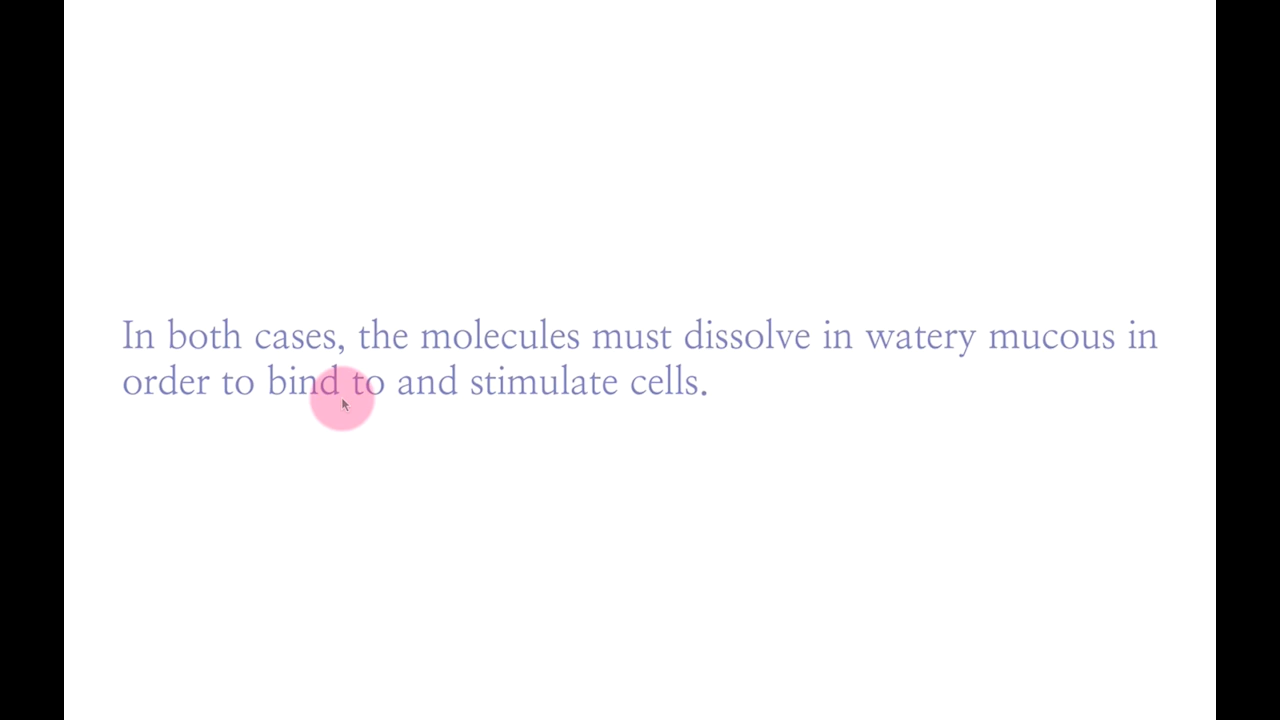 In both cases, the molecules must dissolve in watery mucous in
order to bind to and stimulate cells.